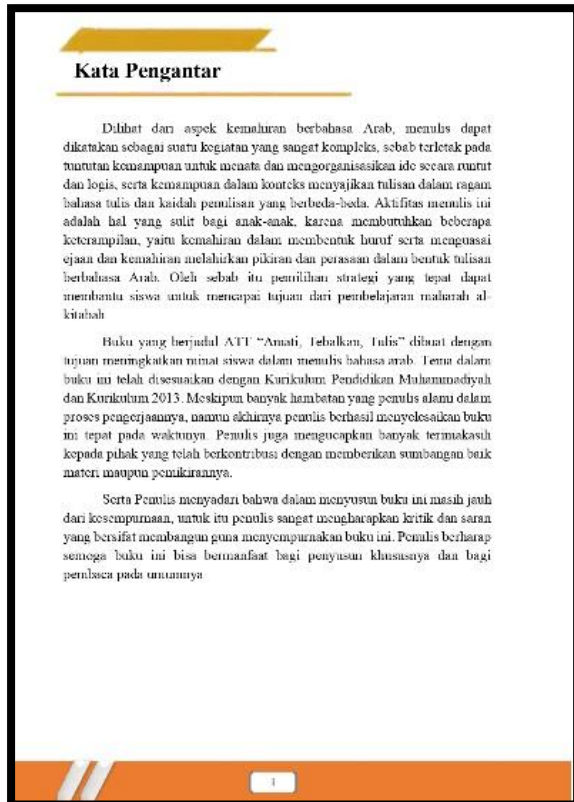 Kata Pengantar
Dilihat dari aspek kemahiran berbahasa Arab, menulis dapat
dikatakan sebagai suatu kegiatan yang sangat kompleks, sebab terletak pada
tuntutan kemampuan untuk menata dan mengorganisasikan ide secara runtut
dan logis, serta kemampuan dalam konteks menyajikan tulisan dalam ragam
bahasa tulis dan kaidah penulisan yang berbeda-beda. Aktifitas menulis ini
adalah hal yang sulit bagi anak-anak, karena membutuhkan beberapa
keterampilan, yaitu kemahiran dalam membentuk huruf serta menguasai
ejaan dan kemahiran melahirkan pikiran dan perasaan dalam bentuk tulisan
berbahasa Arab. Oleh sebab itu pemilihan strategi yang tepat dapat
membantu siswa untuk mencapai tujuan dari pembelajaran maharah al-
kitabah
Buku yang berjudul ATT “Amati, Tebalkan, Tulis” dibuat dengan
tujuan meningkatkan minat siswa dalam menulis bahasa arab. Tema dalam
buku ini telah disesuaikan dengan Kurikulum Pendidikan Muhammadiyah
dan Kurikulum 2013. Meskipun banyak hambatan yang penulis alami dalam
proses pengerjaannya, namun akhirnya penulis berhasil menyelesaikan buku
ini tepat pada waktunya. Penulis juga mengucapkan banyak terimakasih
kepada pihak yang telah berkontribusi dengan memberikan sumbangan baik
materi maupun pemikirannya.
Serta Penulis menyadari bahwa dalam menyusun buku ini masih jauh
dari kesempurnaan, untuk itu penulis sangat mengharapkan kritik dan saran
yang bersifat membangun guna menyempurnakan buku ini. Penulis berharap
semoga buku ini bisa bermanfaat bagi penyusun khususnya dan bagi
pembaca pada umumnya